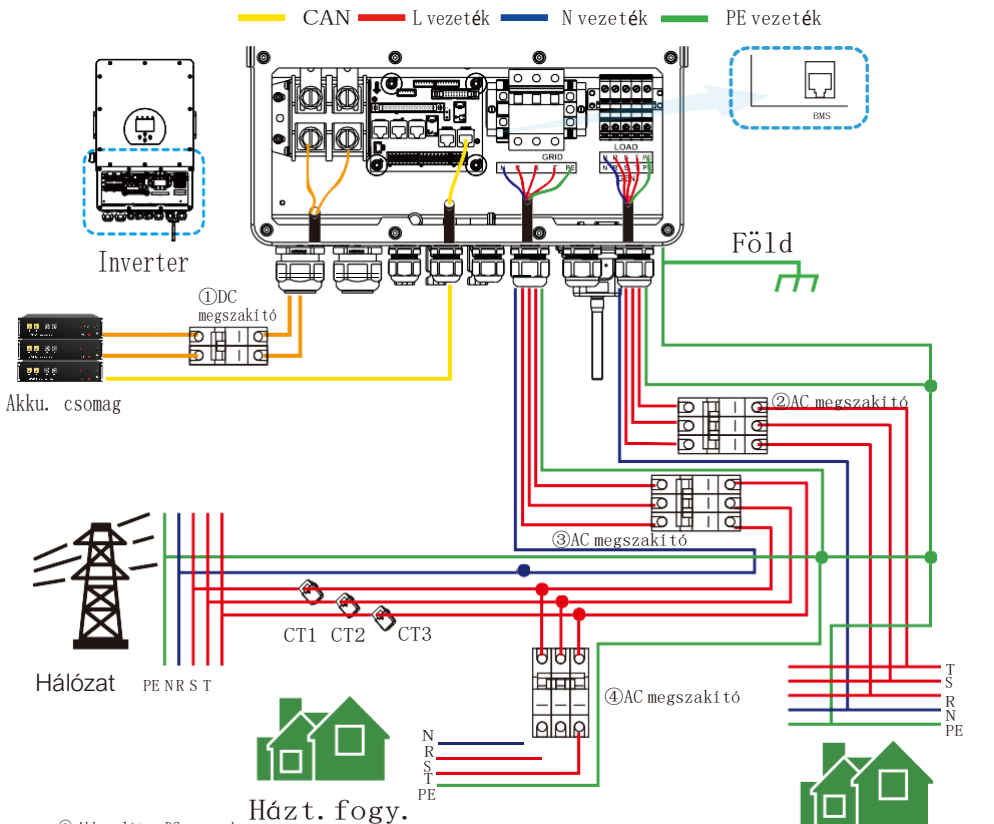 CAN L vezeték N vezeték PE vezeték
BMS
GRID
LOAD
Inverter
Föld
①DC
megszakító
Akku. csomag
②AC megszakító
③AC megszakító
CT1 CT2 CT3
Hálózat
PE N R S T
④AC megszakító
T
S
R
N
PE
N
R
S
T
PE
Házt. fogy.